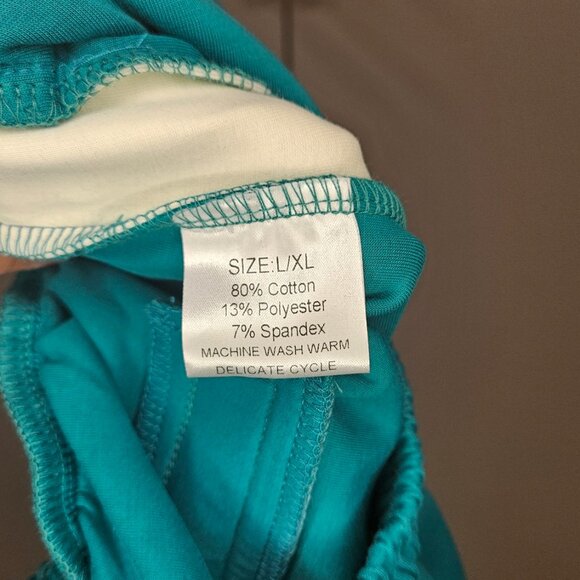 SIZE:L/XL
80% Cotton
13% Polyester
7% Spandex
MACHINE WASH WARM
DELICATE CYCLE